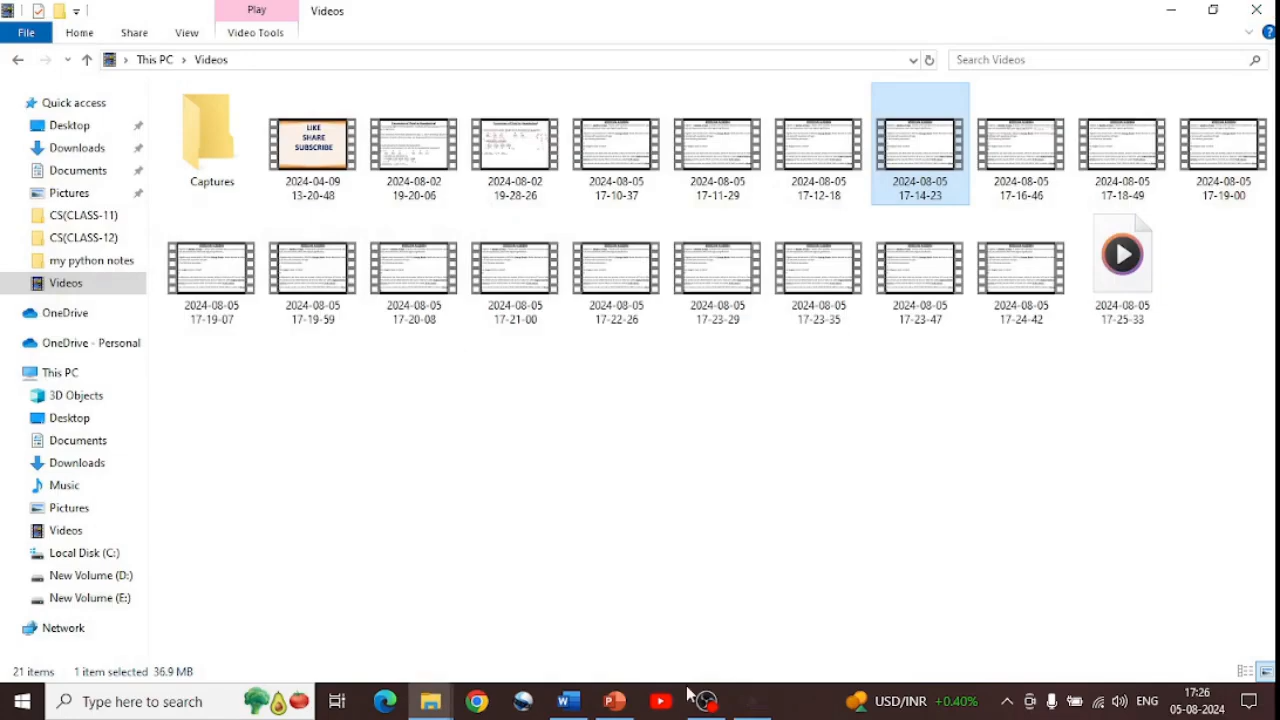 Play
Videos
File
Home
Share
View
Video Tools
This PC
Videos
Search Videos
Quick access
Desktop
Downloads
Documents
Pictures
CS(CLASS-11)
CS(CLASS-12)
my python notes
Videos
OneDrive
OneDrive - Personal
This PC
3D Objects
Desktop
Documents
Downloads
Music
Pictures
Videos
Local Disk (C:)
New Volume (D:)
New Volume (E:)
Network
LIKE
SHARE
SUBSCRIBE
Captures
2024-04-09
13-20-48
2024-08-02
19-20-06
2024-08-02
19-28-26
2024-08-05
17-10-37
2024-08-05
17-11-29
2024-08-05
17-12-18
2024-08-05
17-14-23
2024-08-05
17-16-46
2024-08-05
17-18-49
2024-08-05
17-19-00
2024-08-05
17-19-07
2024-08-05
17-19-59
2024-08-05
17-20-08
2024-08-05
17-21-00
2024-08-05
17-22-26
2024-08-05
17-23-29
2024-08-05
17-23-35
2024-08-05
17-23-47
2024-08-05
17-24-42
2024-08-05
17-25-33
21 items 1 item selected 36.9 MB
Type here to search
USD/INR +0.40%
ENG
17:26
05-08-2024